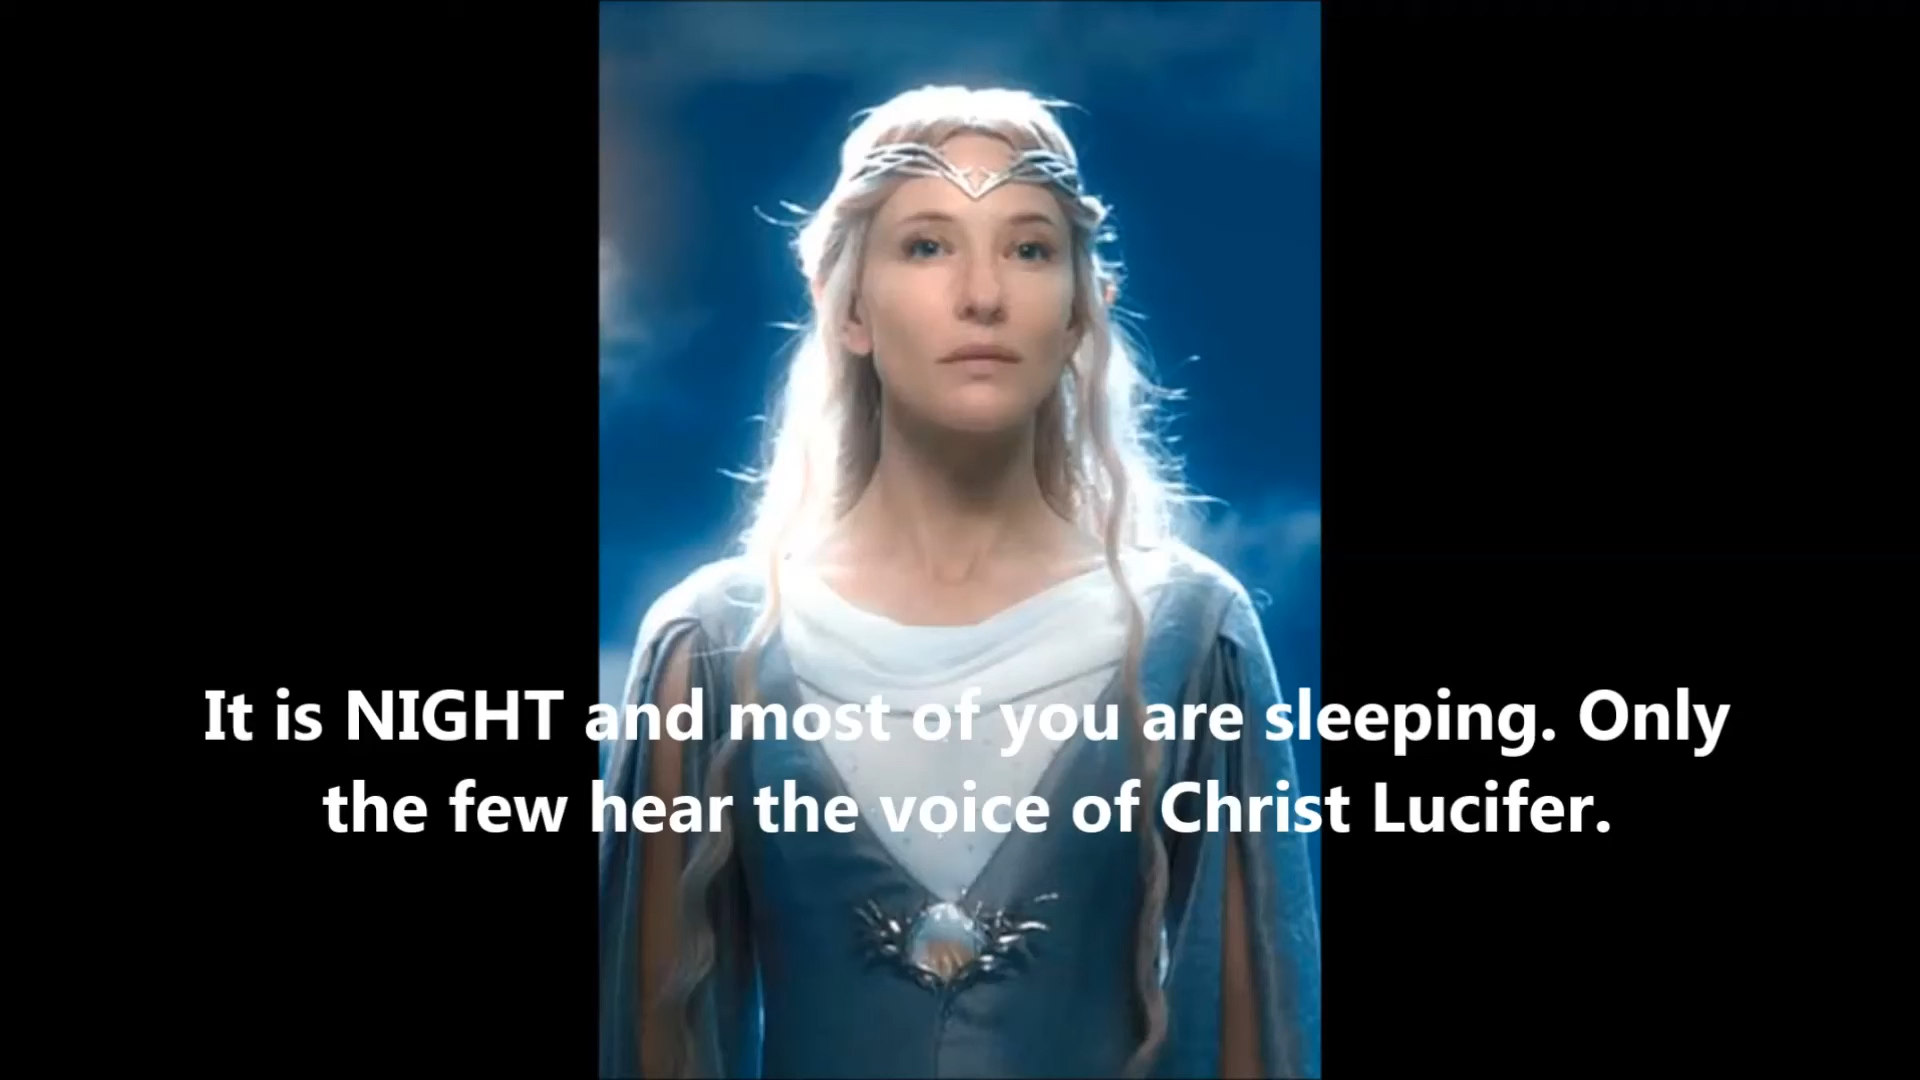 It is NIGHT and most of you are sleeping. Only
the few hear the voice of Christ Lucifer.